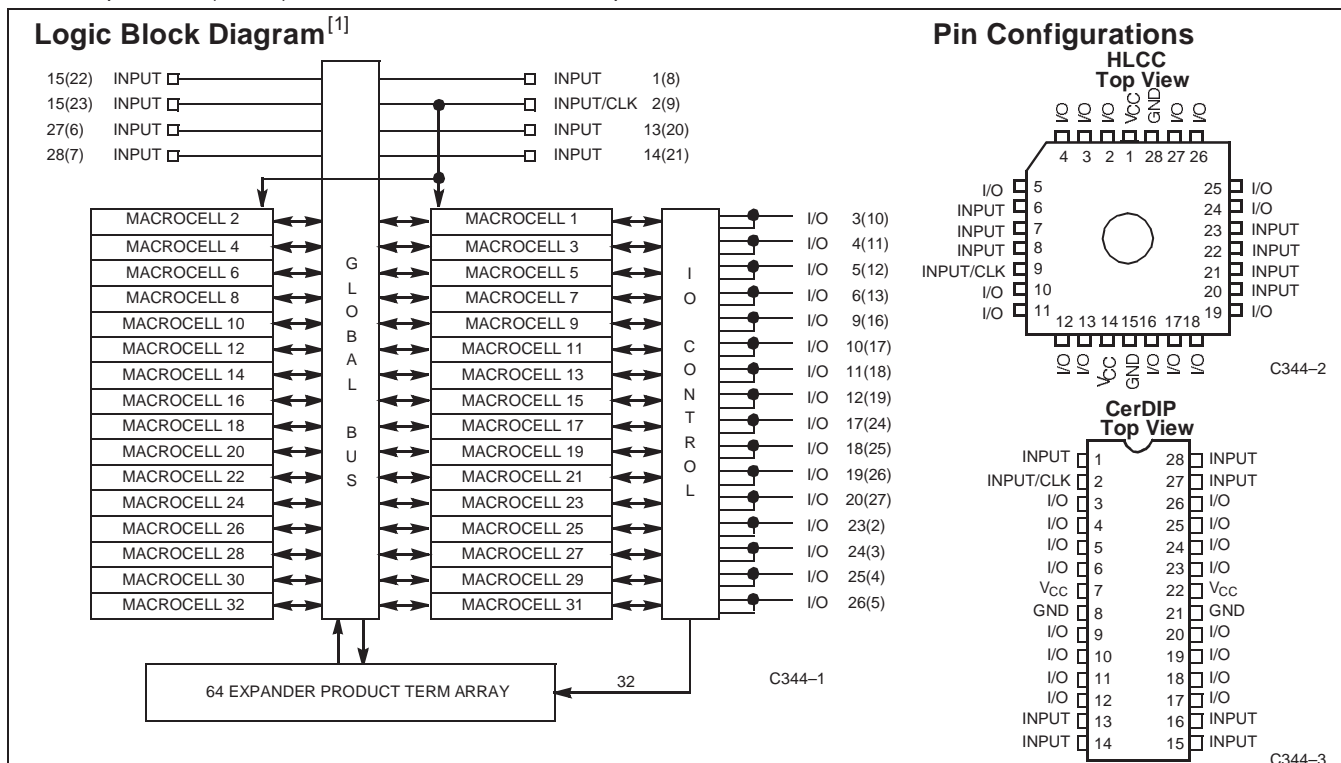 Logic Block Diagram[1]
15(22) INPUT
15(23) INPUT
27(6) INPUT
28(7) INPUT
INPUT 1(8)
INPUT/CLK 2(9)
INPUT 13(20)
INPUT 14(21)
MACROCELL 2
MACROCELL 4
MACROCELL 6
MACROCELL 8
MACROCELL 10
MACROCELL 12
MACROCELL 14
MACROCELL 16
MACROCELL 18
MACROCELL 20
MACROCELL 22
MACROCELL 24
MACROCELL 26
MACROCELL 28
MACROCELL 30
MACROCELL 32
GLOBAL BUS
MACROCELL 1
MACROCELL 3
MACROCELL 5
MACROCELL 7
MACROCELL 9
MACROCELL 11
MACROCELL 13
MACROCELL 15
MACROCELL 17
MACROCELL 19
MACROCELL 21
MACROCELL 23
MACROCELL 25
MACROCELL 27
MACROCELL 29
MACROCELL 31
IO CONTROL
I/O 3(10)
I/O 4(11)
I/O 5(12)
I/O 6(13)
I/O 9(16)
I/O 10(17)
I/O 11(18)
I/O 12(19)
I/O 17(24)
I/O 18(25)
I/O 19(26)
I/O 20(27)
I/O 23(2)
I/O 24(3)
I/O 25(4)
I/O 26(5)
64 EXPANDER PRODUCT TERM ARRAY
32
C344–1
Pin Configurations
HLCC
Top View
I/O I/O I/O VCC GND I/O I/O
4 3 2 1 28 27 26
I/O 5
INPUT 6
INPUT 7
INPUT 8
INPUT/CLK 9
I/O 10
I/O 11
25 I/O
24 I/O
23 INPUT
22 INPUT
21 INPUT
20 INPUT
19 I/O
12 13 14 15 16 17 18
I/O I/O VCC GND I/O I/O I/O
C344–2
CerDIP
Top View
INPUT 1 28 INPUT
INPUT/CLK 2 27 INPUT
I/O 3 26 I/O
I/O 4 25 I/O
I/O 5 24 I/O
I/O 6 23 I/O
VCC 7 22 VCC
GND 8 21 GND
I/O 9 20 I/O
I/O 10 19 I/O
I/O 11 18 I/O
I/O 12 17 I/O
INPUT 13 16 INPUT
INPUT 14 15 INPUT
C344–3